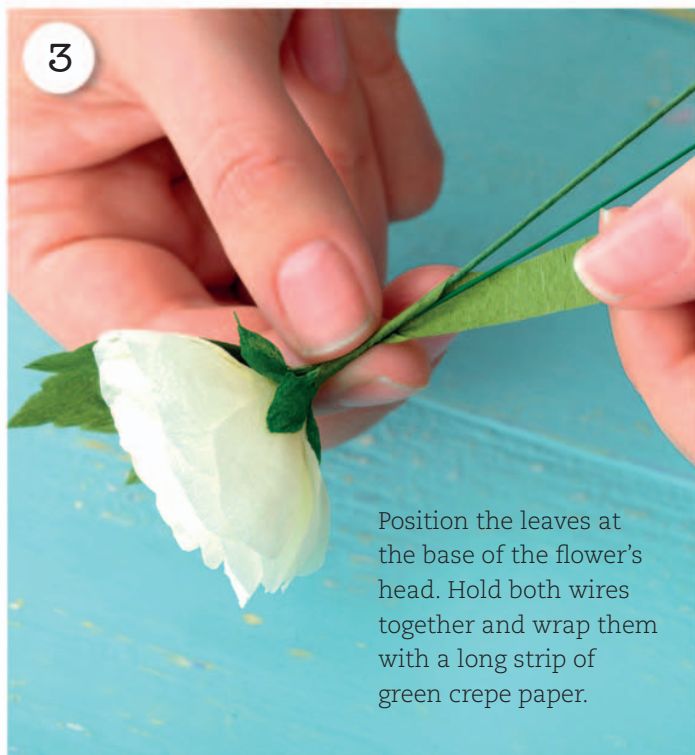 3
Position the leaves at
the base of the flower’s
head. Hold both wires
together and wrap them
with a long strip of
green crepe paper.